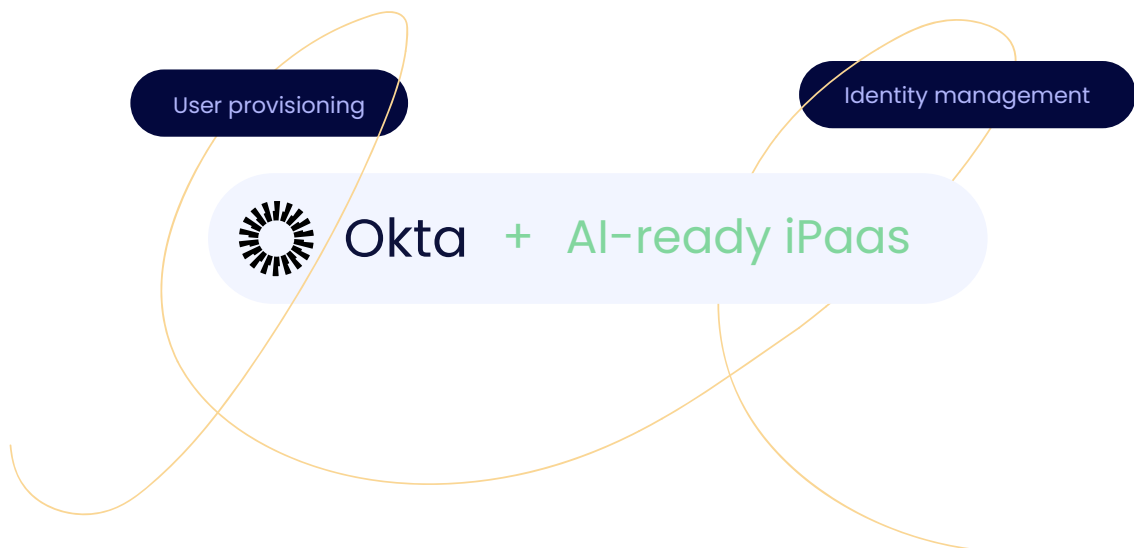 User provisioning
Identity management
Okta + AI-ready iPaas